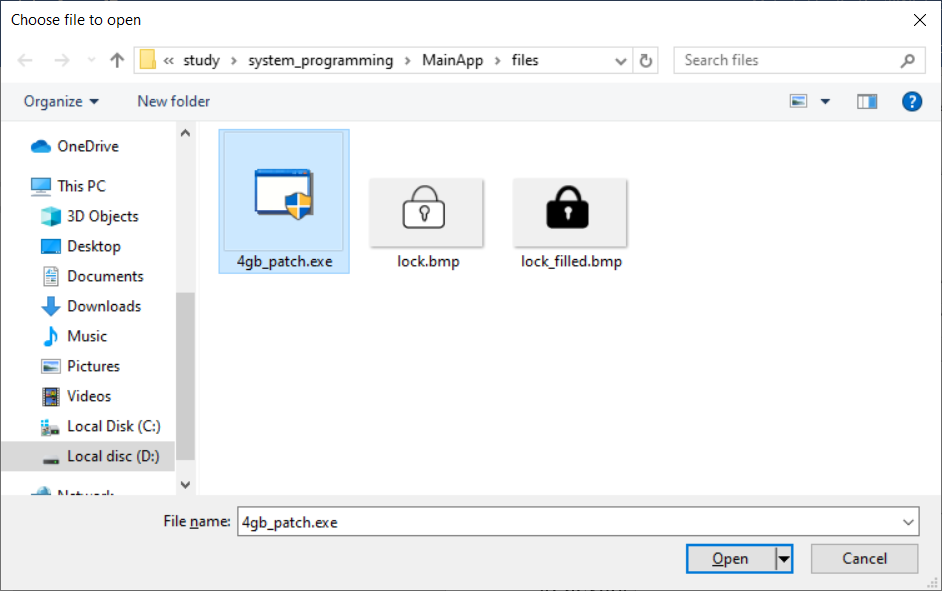 Choose file to open
« study › system_programming › MainApp › files
Search files
Organize
New folder
?
OneDrive
This PC
3D Objects
Desktop
Documents
Downloads
Music
Pictures
Videos
Local Disk (C:)
Local disc (D:)
Network
4gb_patch.exe
lock.bmp
lock_filled.bmp
File name: 4gb_patch.exe
Open
Cancel